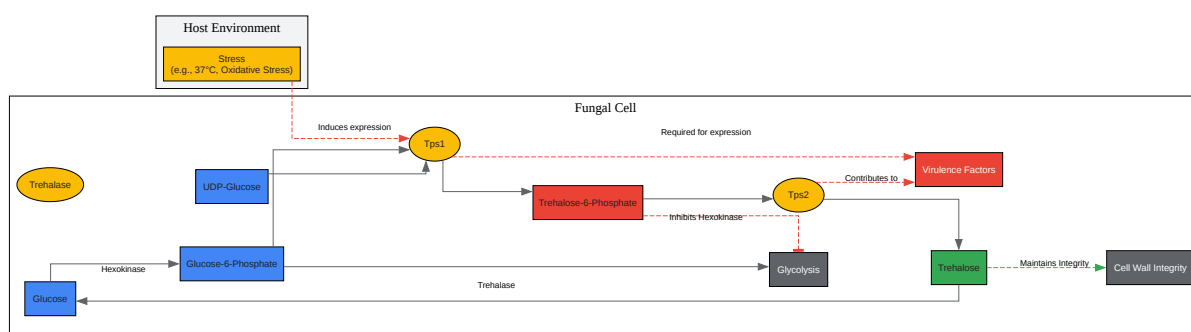 Host Environment
Stress
(e.g., 37°C, Oxidative Stress)
Fungal Cell
Induces expression
Required for expression
Tps1
Virulence Factors
Trehalase
UDP-Glucose
Contributes to
Tps2
Trehalose-6-Phosphate
Inhibits Hexokinase
Hexokinase
Glucose-6-Phosphate
Glycolysis
Trehalose
Maintains Integrity
Cell Wall Integrity
Trehalase
Glucose